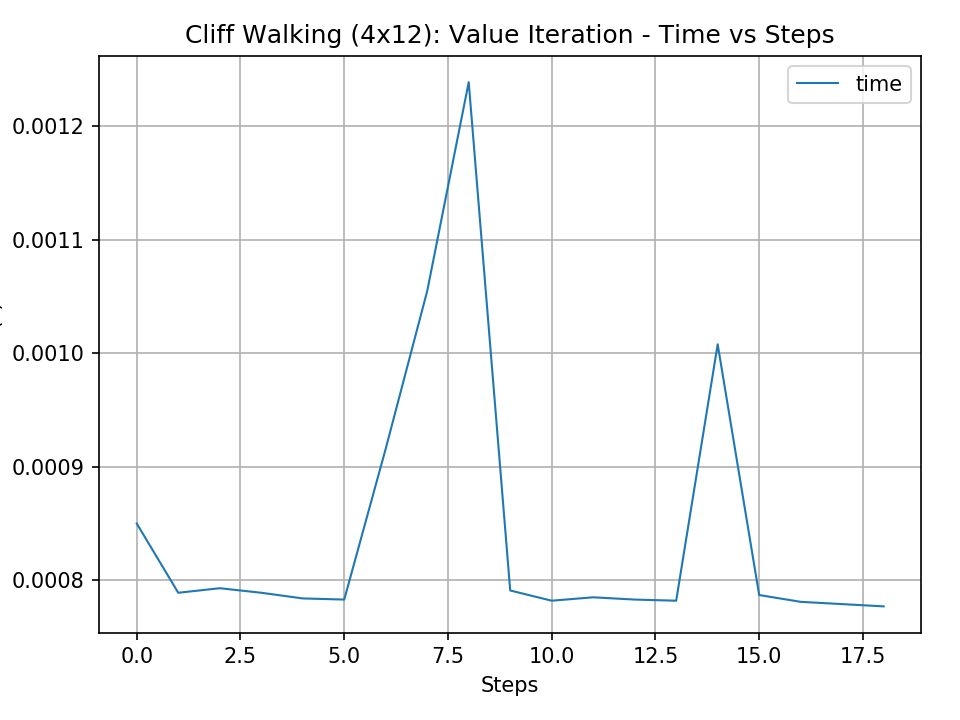 Cliff Walking (4x12): Value Iteration - Time vs Steps
time
0.0012
0.0011
0.0010
0.0009
0.0008
0.0 2.5 5.0 7.5 10.0 12.5 15.0 17.5
Steps